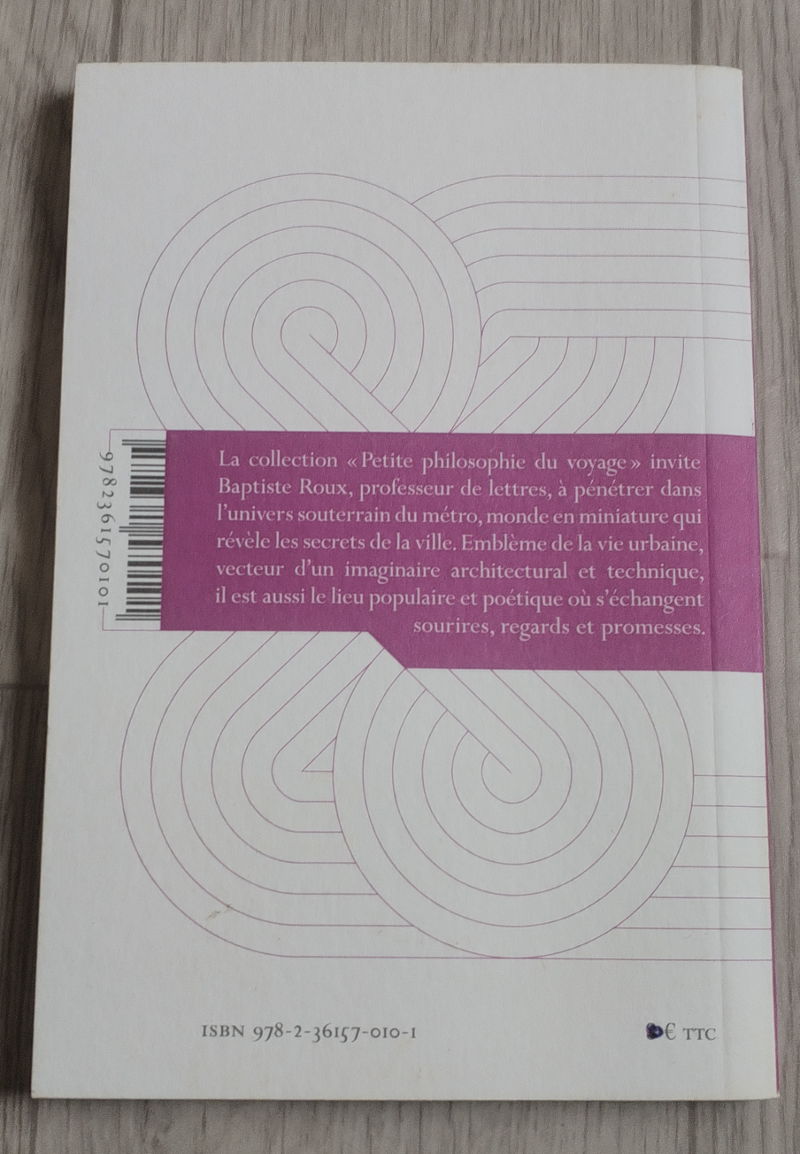 La collection « Petite philosophie du voyage » invite
Baptiste Roux, professeur de lettres, à pénétrer dans
l'univers souterrain du métro, monde en miniature qui
révèle les secrets de la ville. Emblème de la vie urbaine,
vecteur d'un imaginaire architectural et technique,
il est aussi le lieu populaire et poétique où s'échangent
sourires, regards et promesses.
9782361570101
ISBN 978-2-36157-010-1
€ TTC